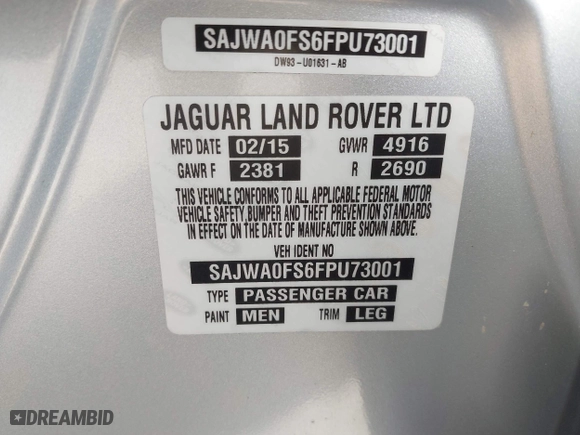 SAJWA0FS6FPU73001
DW93-U01631-AB
JAGUAR LAND ROVER LTD
MFD DATE 02/15 GVWR 4916
GAWR F 2381 R 2690
THIS VEHICLE CONFORMS TO ALL APPLICABLE FEDERAL MOTOR
VEHICLE SAFETY,BUMPER AND THEFT PREVENTION STANDARDS
IN EFFECT ON THE DATE OF MANUFACTURE SHOWN ABOVE.
VEH IDENT NO
SAJWA0FS6FPU73001
TYPE PASSENGER CAR
PAINT MEN TRIM LEG
DREAMBID